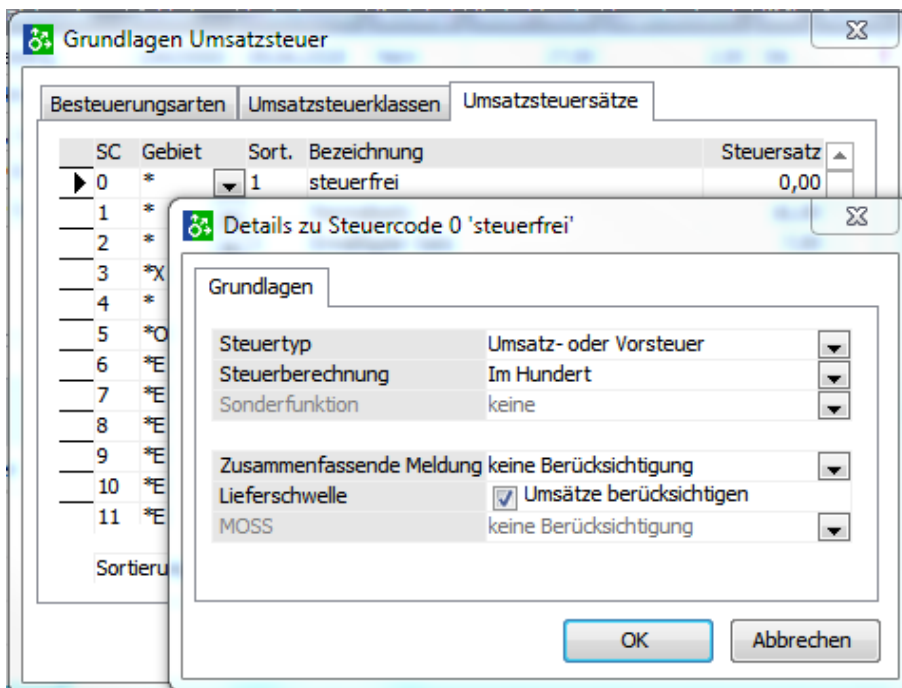 Grundlagen Umsatzsteuer
Besteuerungsarten Umsatzsteuerklassen Umsatzsteuersätze
SC Gebiet Sort. Bezeichnung Steuersatz
0 * 1 steuerfrei 0,00
1 *
2 *
3 *X
4 *
5 *O
6 *E
7 *E
8 *E
9 *E
10 *E
11 *E
Sortieru
Details zu Steuercode 0 'steuerfrei'
Grundlagen
Steuertyp Umsatz- oder Vorsteuer
Steuerberechnung Im Hundert
Sonderfunktion keine
Zusammenfassende Meldung keine Berücksichtigung
Lieferschwelle Umsätze berücksichtigen
MOSS keine Berücksichtigung
OK Abbrechen